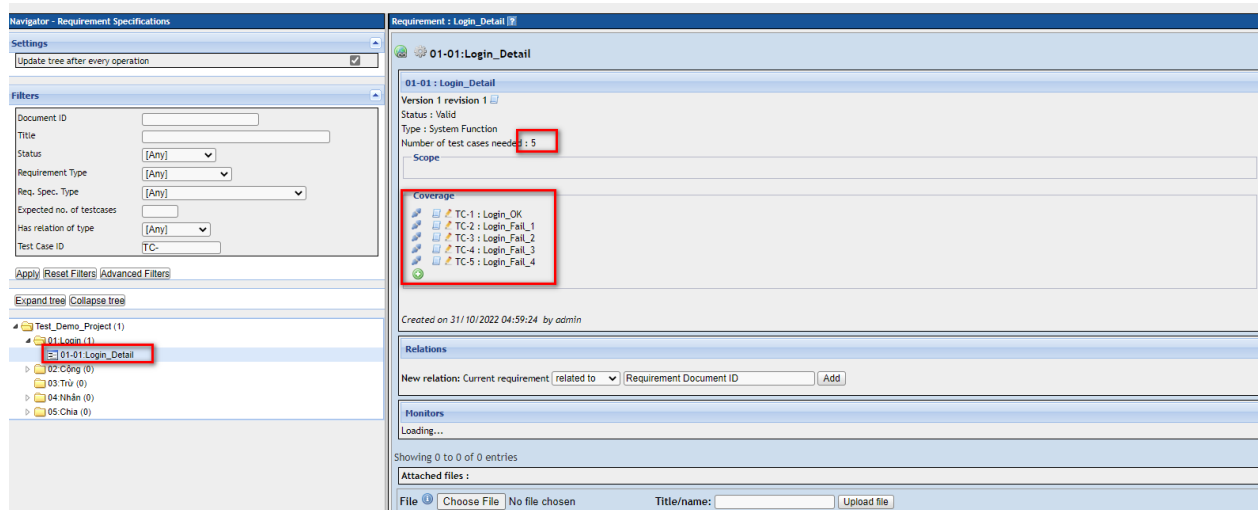 Navigator - Requirement Specifications
Settings
Update tree after every operation
Filters
Document ID
Title
Status [Any]
Requirement Type [Any]
Req. Spec. Type [Any]
Expected no. of testcases
Has relation of type [Any]
Test Case ID TC-
Apply Reset Filters Advanced Filters
Expand tree Collapse tree
Test_Demo_Project (1)
01:Login (1)
01-01:Login_Detail
02:Cộng (0)
03:Trừ (0)
04:Nhân (0)
05:Chia (0)
Requirement : Login_Detail ?
01-01:Login_Detail
01-01 : Login_Detail
Version 1 revision 1
Status : Valid
Type : System Function
Number of test cases needed : 5
Scope
Coverage
TC-1 : Login_OK
TC-2 : Login_Fail_1
TC-3 : Login_Fail_2
TC-4 : Login_Fail_3
TC-5 : Login_Fail_4
Created on 31/10/2022 04:59:24 by admin
Relations
New relation: Current requirement related to Requirement Document ID Add
Monitors
Loading...
Showing 0 to 0 of 0 entries
Attached files :
File Choose File No file chosen Title/name: Upload file